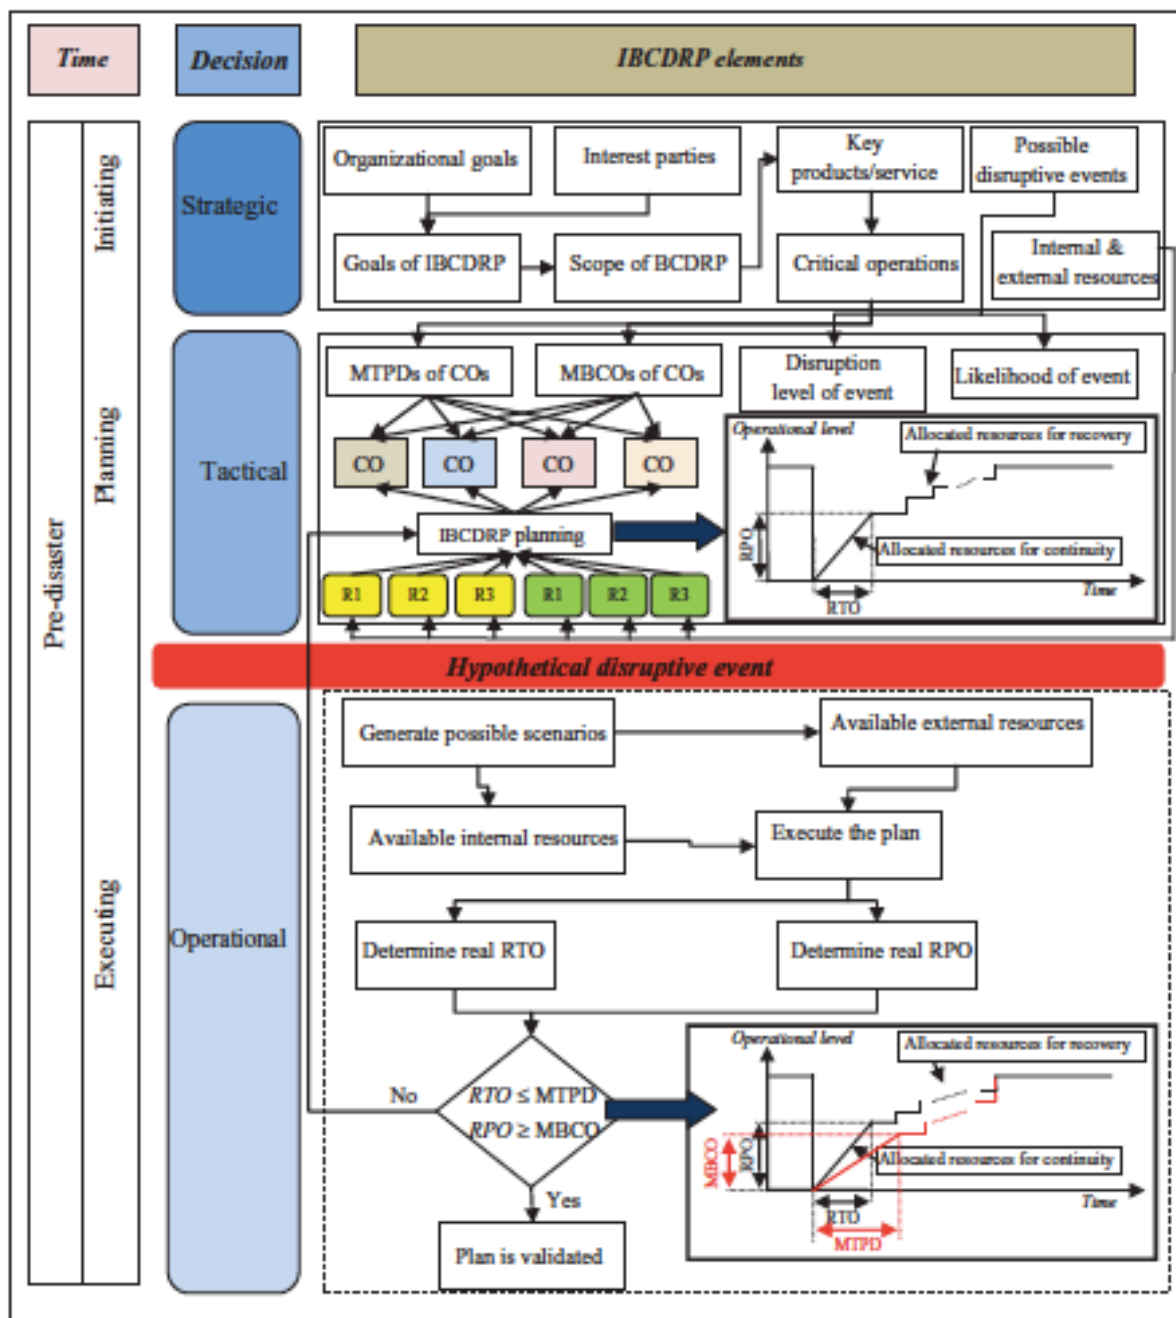 Time
Decision
IBCDRP elements
Pre-disaster
Initiating
Strategic
Organizational goals
Interest parties
Key
products/service
Possible
disruptive events
Goals of IBCDRP
Scope of BCDRP
Critical operations
Internal &
external resources
Planning
Tactical
MTPDs of COs
MBCOs of COs
Disruption
level of event
Likelihood of event
CO
CO
CO
CO
IBCDRP planning
R1
R2
R3
R1
R2
R3
Operational level
Allocated resources for recovery
Allocated resources for continuity
RPO
RTO
Time
Hypothetical disruptive event
Executing
Operational
Generate possible scenarios
Available external resources
Available internal resources
Execute the plan
Determine real RTO
Determine real RPO
No
RTO ≤ MTPD
RPO ≥ MBCO
Yes
Plan is validated
Operational level
Allocated resources for recovery
Allocated resources for continuity
MBCO
RPO
RTO
MTPD
Time